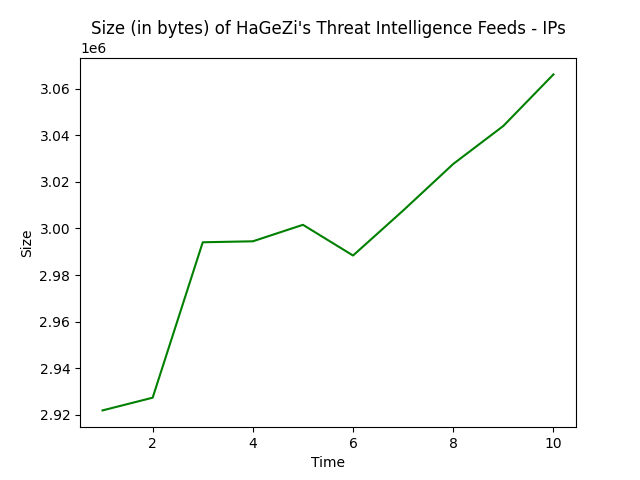 Size (in bytes) of HaGeZi's Threat Intelligence Feeds - IPs
1e6
3.06
3.04
3.02
3.00
2.98
2.96
2.94
2.92
Size
2 4 6 8 10
Time